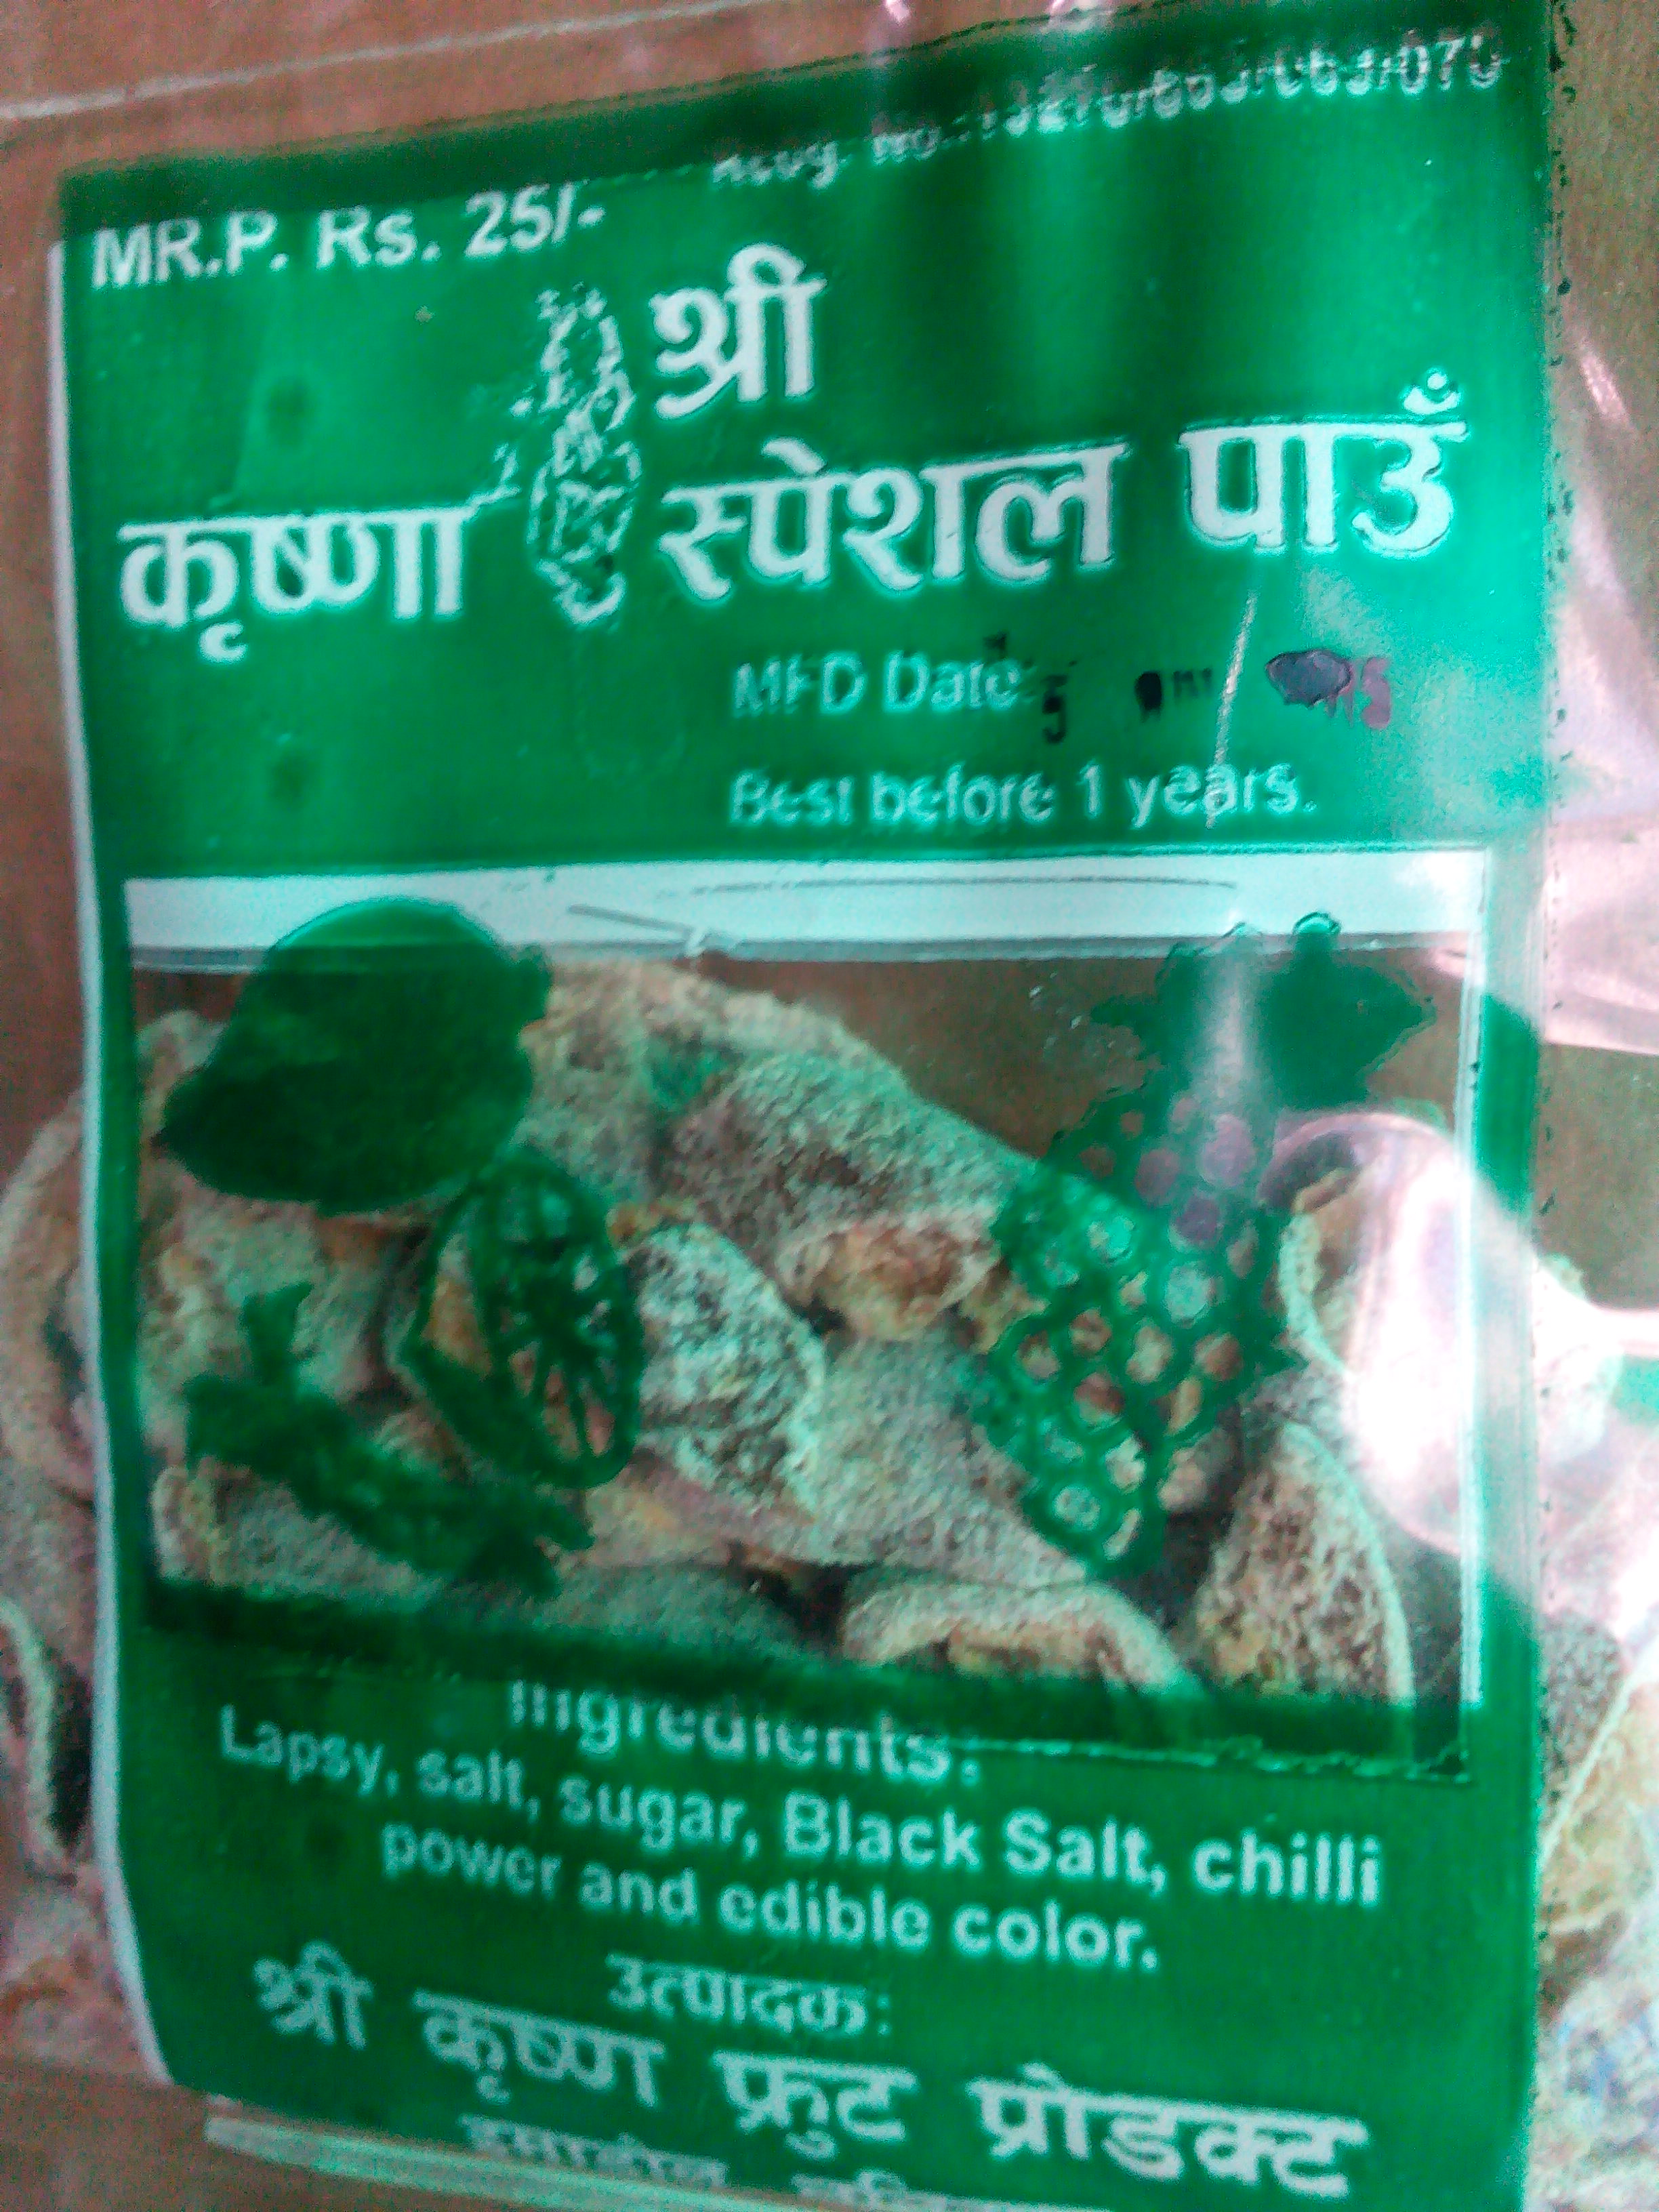 MR.P. Rs. 25/-
श्री
कृष्णा स्पेशल पाउँ
MFD Date
Best before 1 years.
Ingredients:
Lapsy, salt, sugar, Black Salt, chilli
power and edible color.
उत्पादक:
श्री कृष्ण फ्रुट प्रोडक्ट